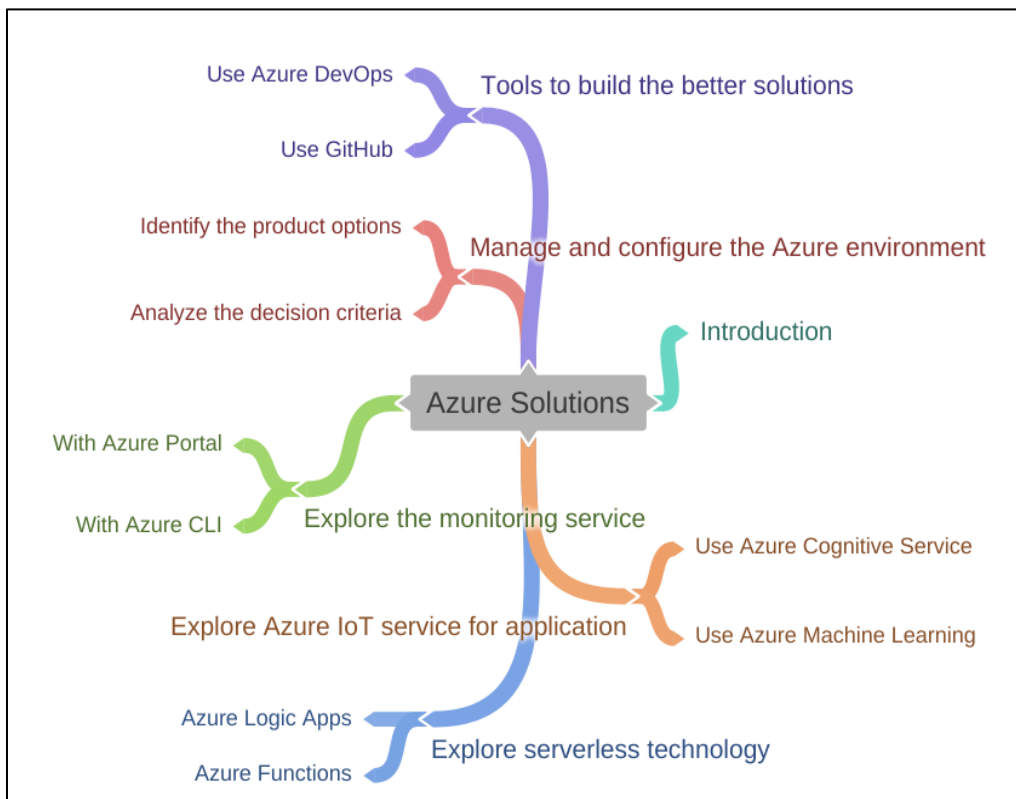 Use Azure DevOps
Tools to build the better solutions
Use GitHub
Identify the product options
Manage and configure the Azure environment
Analyze the decision criteria
Introduction
Azure Solutions
With Azure Portal
With Azure CLI
Explore the monitoring service
Use Azure Cognitive Service
Explore Azure IoT service for application
Use Azure Machine Learning
Azure Logic Apps
Explore serverless technology
Azure Functions